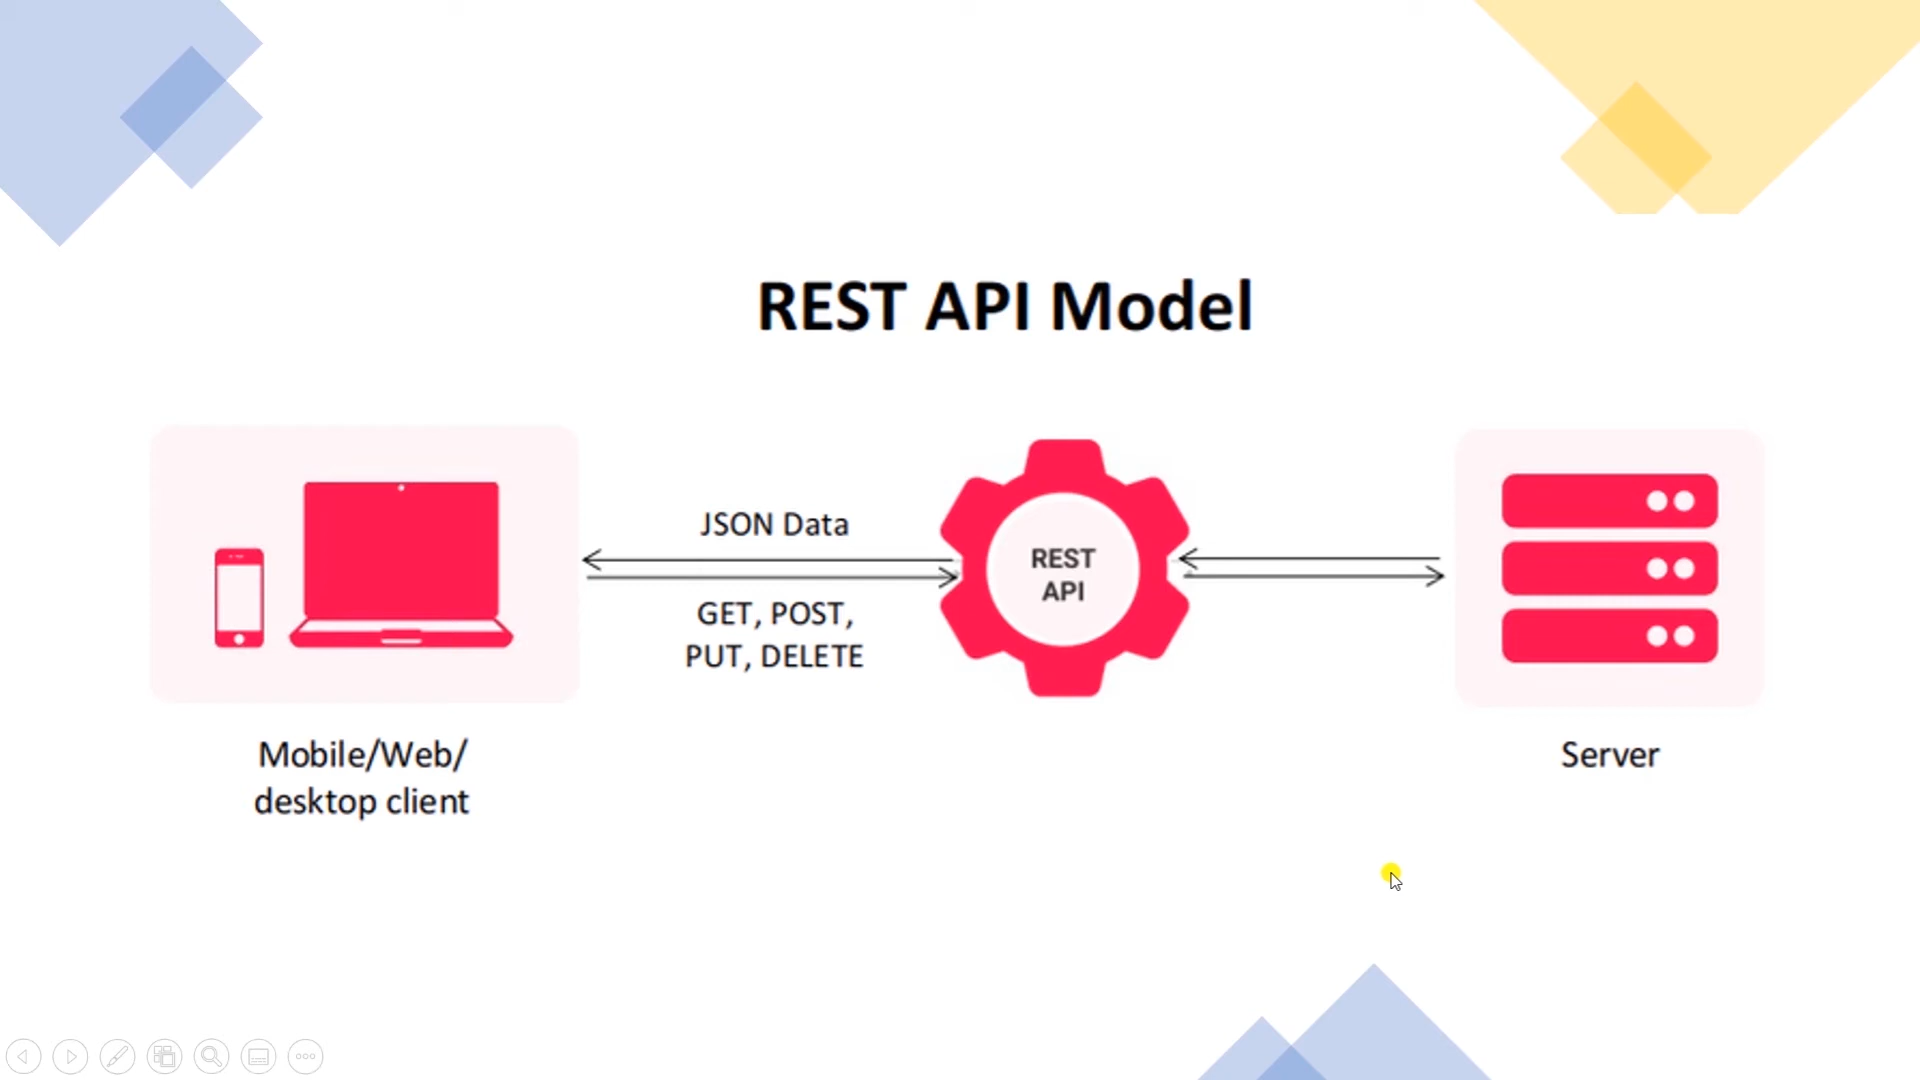 REST API Model
JSON Data
GET, POST,
PUT, DELETE
REST
API
Mobile/Web/
desktop client
Server